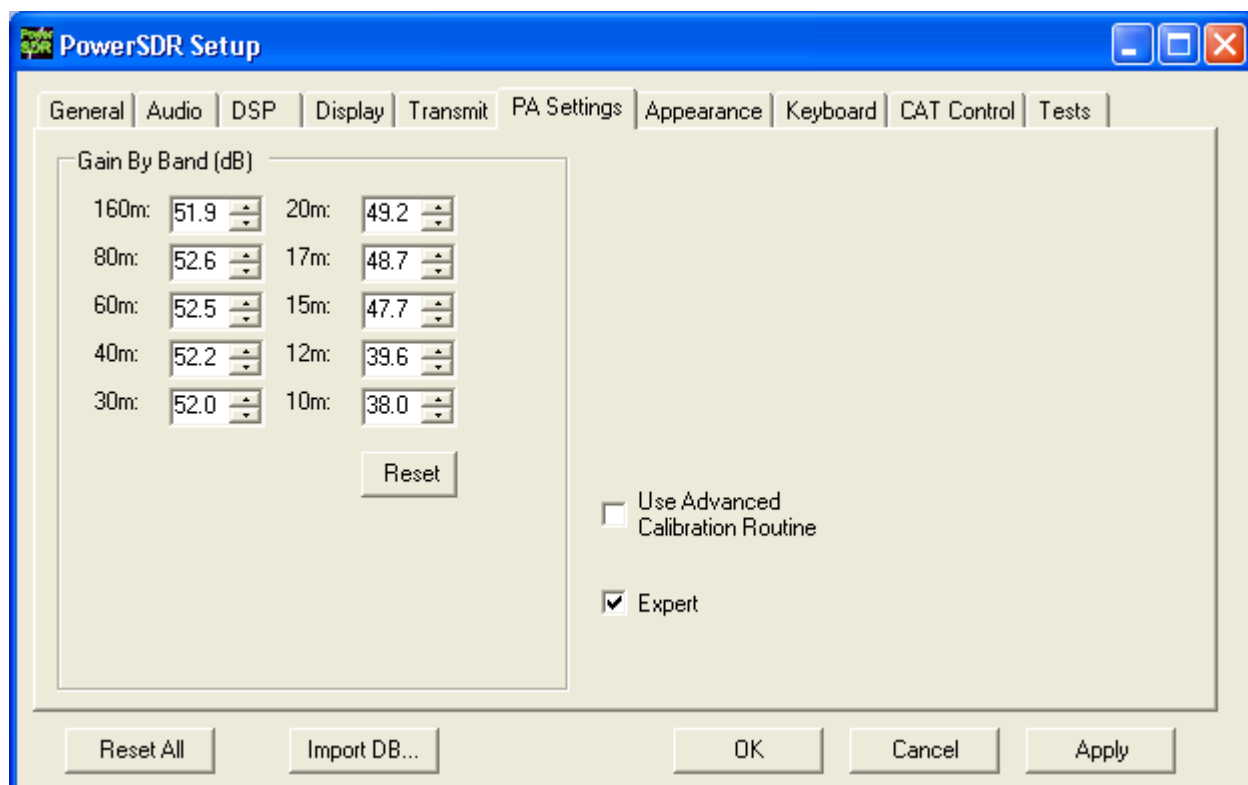 Power
SDR
PowerSDR Setup
General Audio DSP Display Transmit PA Settings Appearance Keyboard CAT Control Tests
Gain By Band (dB)
160m: 51.9 20m: 49.2
80m: 52.6 17m: 48.7
60m: 52.5 15m: 47.7
40m: 52.2 12m: 39.6
30m: 52.0 10m: 38.0
Reset
Use Advanced
Calibration Routine
Expert
Reset All Import DB... OK Cancel Apply